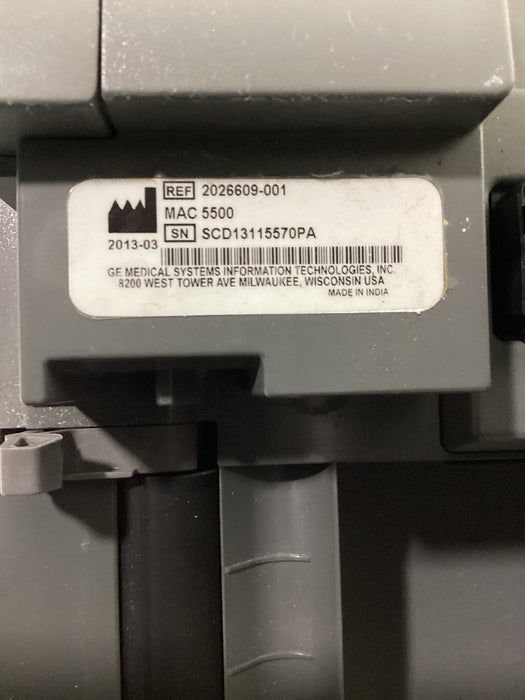 REF 2026609-001
MAC 5500
SN SCD13115570PA
2013-03
GE MEDICAL SYSTEMS INFORMATION TECHNOLOGIES, INC.
8200 WEST TOWER AVE MILWAUKEE, WISCONSIN USA
MADE IN INDIA